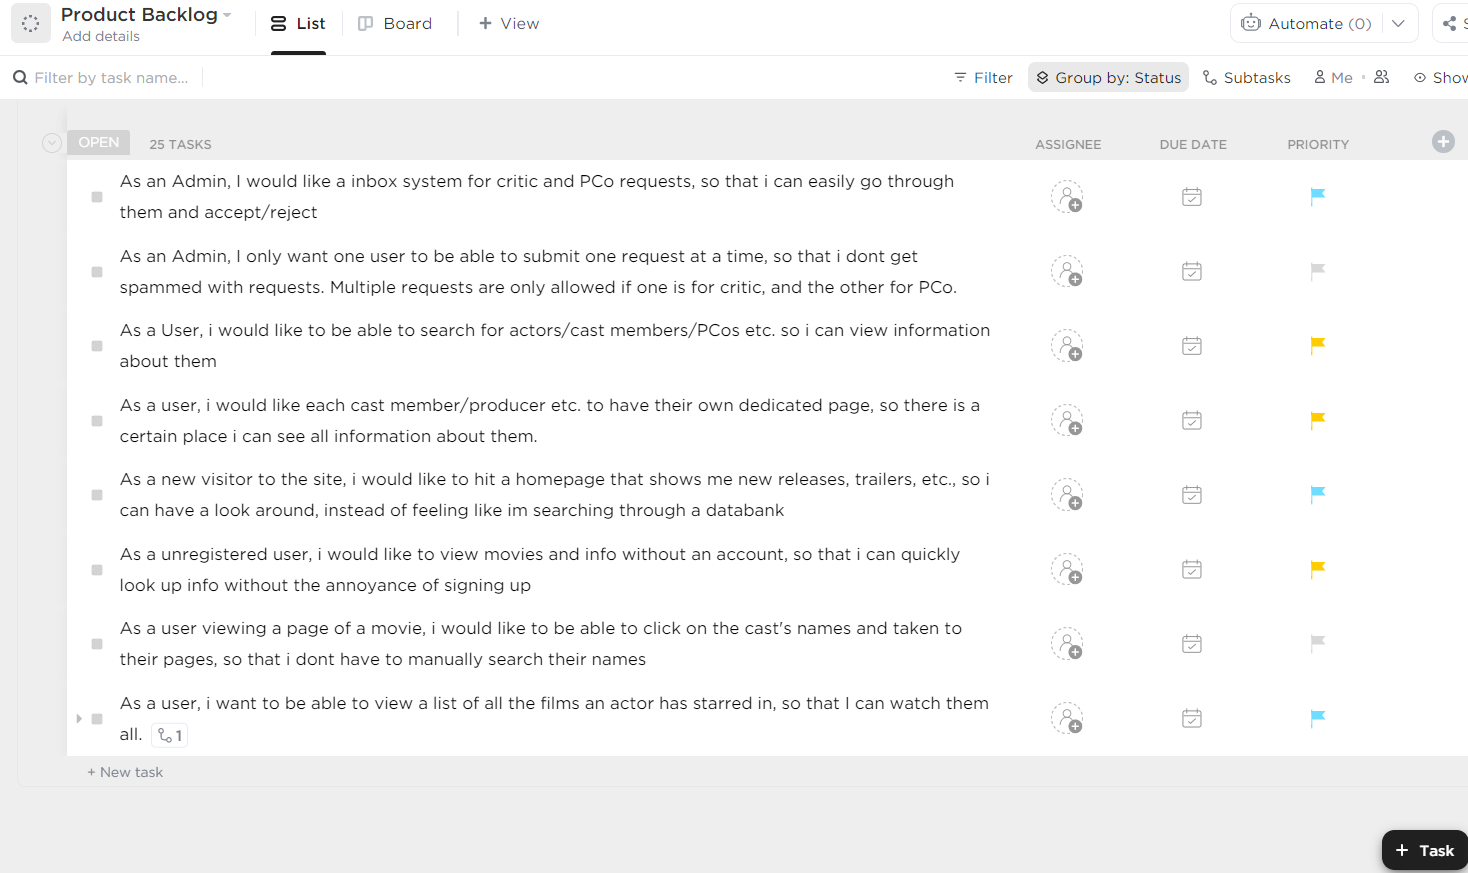 Product Backlog
Add details
List
Board
+ View
Automate (0)
Filter by task name...
Filter
Group by: Status
Subtasks
Me
Show
OPEN
25 TASKS
ASSIGNEE
DUE DATE
PRIORITY
As an Admin, I would like a inbox system for critic and PCo requests, so that i can easily go through
them and accept/reject
As an Admin, I only want one user to be able to submit one request at a time, so that i dont get
spammed with requests. Multiple requests are only allowed if one is for critic, and the other for PCo.
As a User, i would like to be able to search for actors/cast members/PCos etc. so i can view information
about them
As a user, i would like each cast member/producer etc. to have their own dedicated page, so there is a
certain place i can see all information about them.
As a new visitor to the site, i would like to hit a homepage that shows me new releases, trailers, etc., so i
can have a look around, instead of feeling like im searching through a databank
As a unregistered user, i would like to view movies and info without an account, so that i can quickly
look up info without the annoyance of signing up
As a user viewing a page of a movie, i would like to be able to click on the cast's names and taken to
their pages, so that i dont have to manually search their names
As a user, i want to be able to view a list of all the films an actor has starred in, so that I can watch them
all. 1
+ New task
+ Task